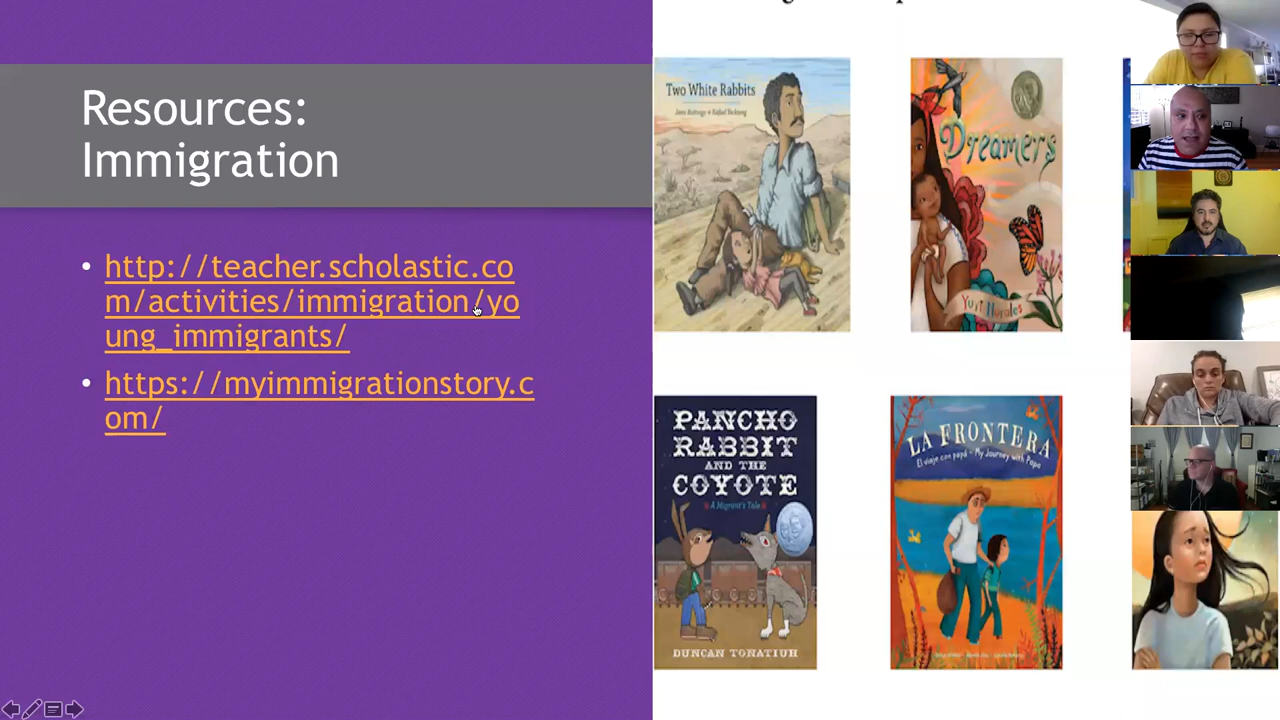 Resources:
Immigration
• http://teacher.scholastic.co
m/activities/immigration/yo
ung_immigrants/
• https://myimmigrationstory.c
om/
Two White Rabbits
Dreamers
Yuyi Morales
PANCHO
RABBIT
AND THE
COYOTE
A Migrant's Tale
DUNCAN TONATIUH
LA FRONTERA
El viaje con papá ~ My Journey with Papa